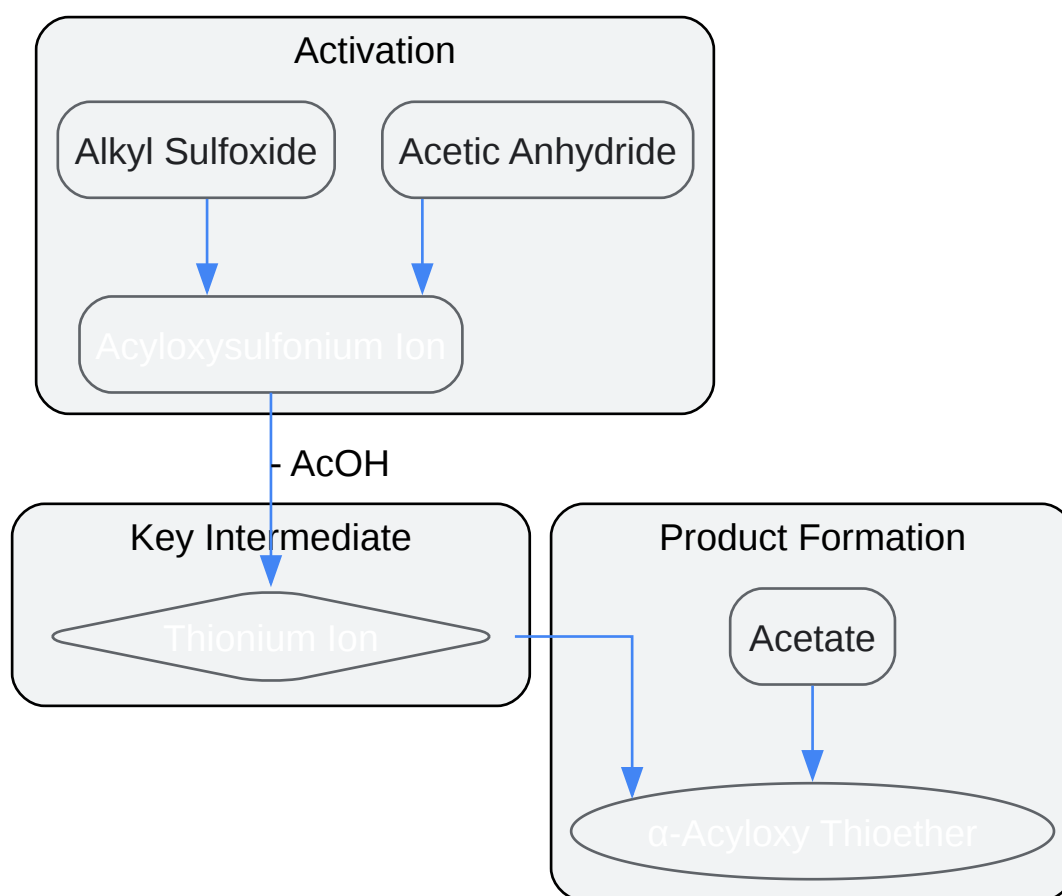 Activation
Alkyl Sulfoxide
Acetic Anhydride
Acyloxysulfonium Ion
- AcOH
Key Intermediate
Product Formation
Thionium Ion
Acetate
α-Acyloxy Thioether